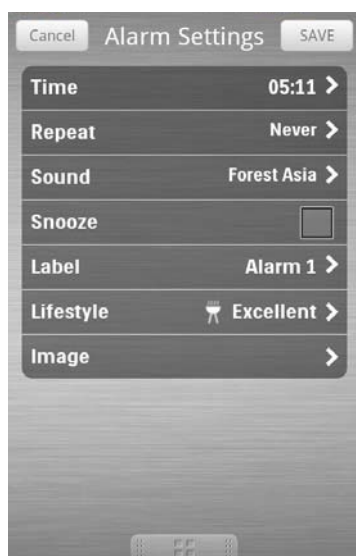 Cancel Alarm Settings SAVE
Time 05:11
Repeat Never
Sound Forest Asia
Snooze
Label Alarm 1
Lifestyle Excellent
Image